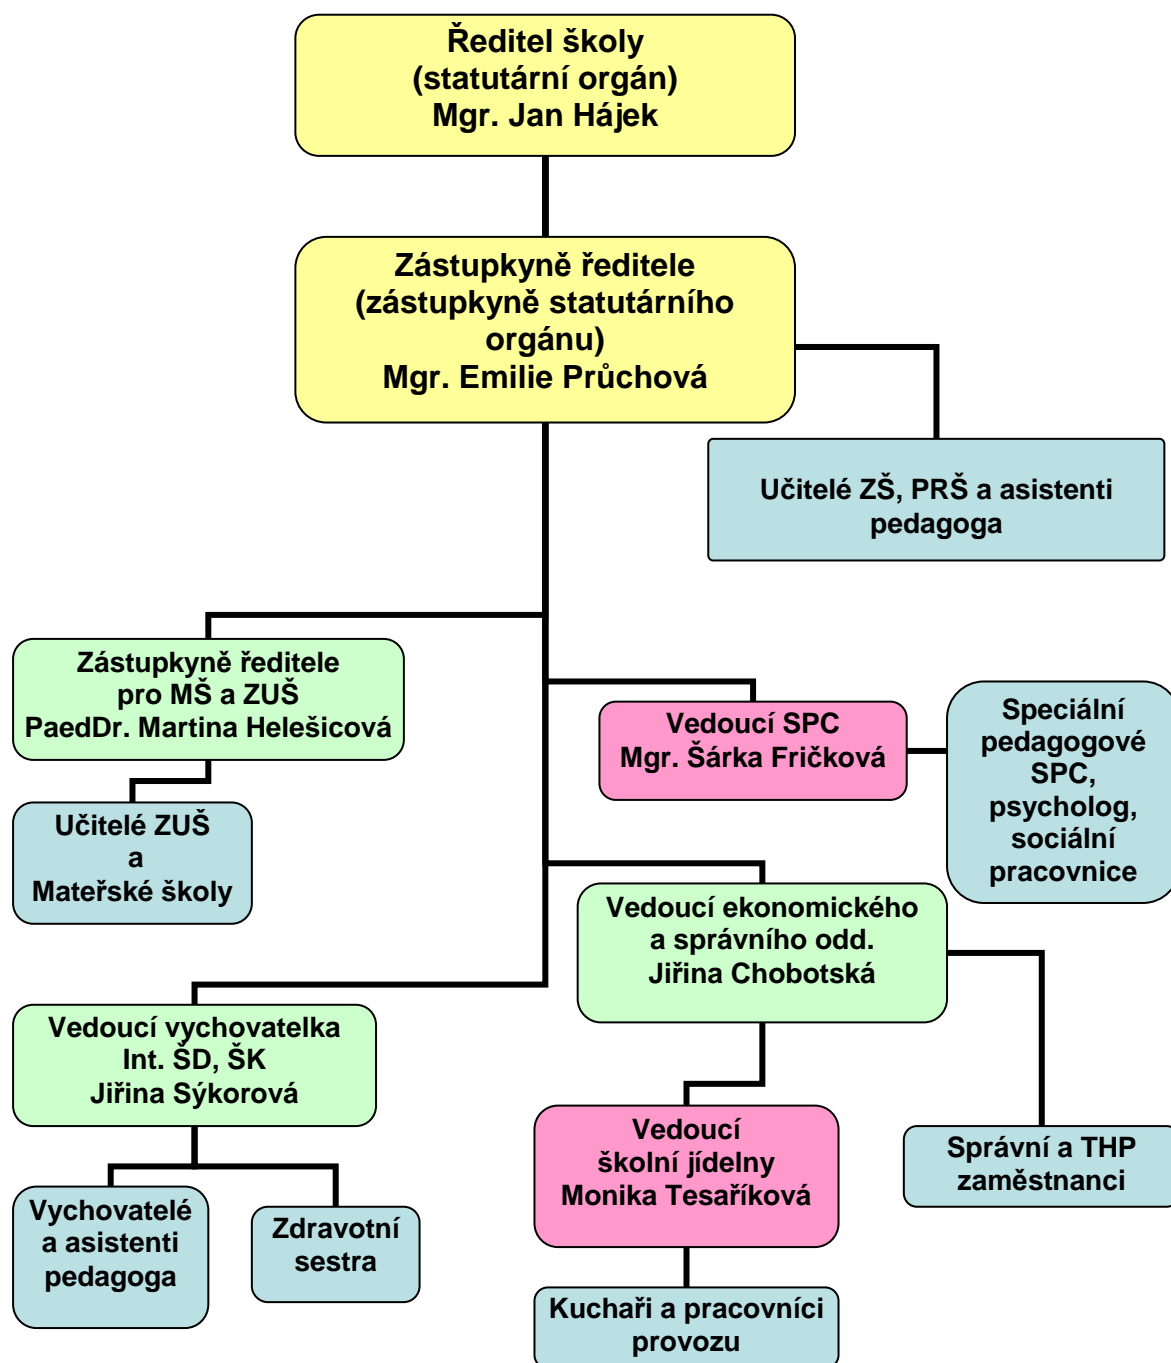 Ředitel školy
(statutární orgán)
Mgr. Jan Hájek
Zástupkyně ředitele
(zástupkyně statutárního
orgánu)
Mgr. Emilie Průchová
Učitelé ZŠ, PRŠ a asistenti
pedagoga
Zástupkyně ředitele
pro MŠ a ZUŠ
PaedDr. Martina Helešicová
Učitelé ZUŠ
a
Mateřské školy
Vedoucí SPC
Mgr. Šárka Fričková
Speciální
pedagogové
SPC,
psycholog,
sociální
pracovnice
Vedoucí ekonomického
a správního odd.
Jiřina Chobotská
Vedoucí vychovatelka
Int. ŠD, ŠK
Jiřina Sýkorová
Vychovatelé
a asistenti
pedagoga
Zdravotní
sestra
Vedoucí
školní jídelny
Monika Tesaříková
Správní a THP
zaměstnanci
Kuchaři a pracovníci
provozu